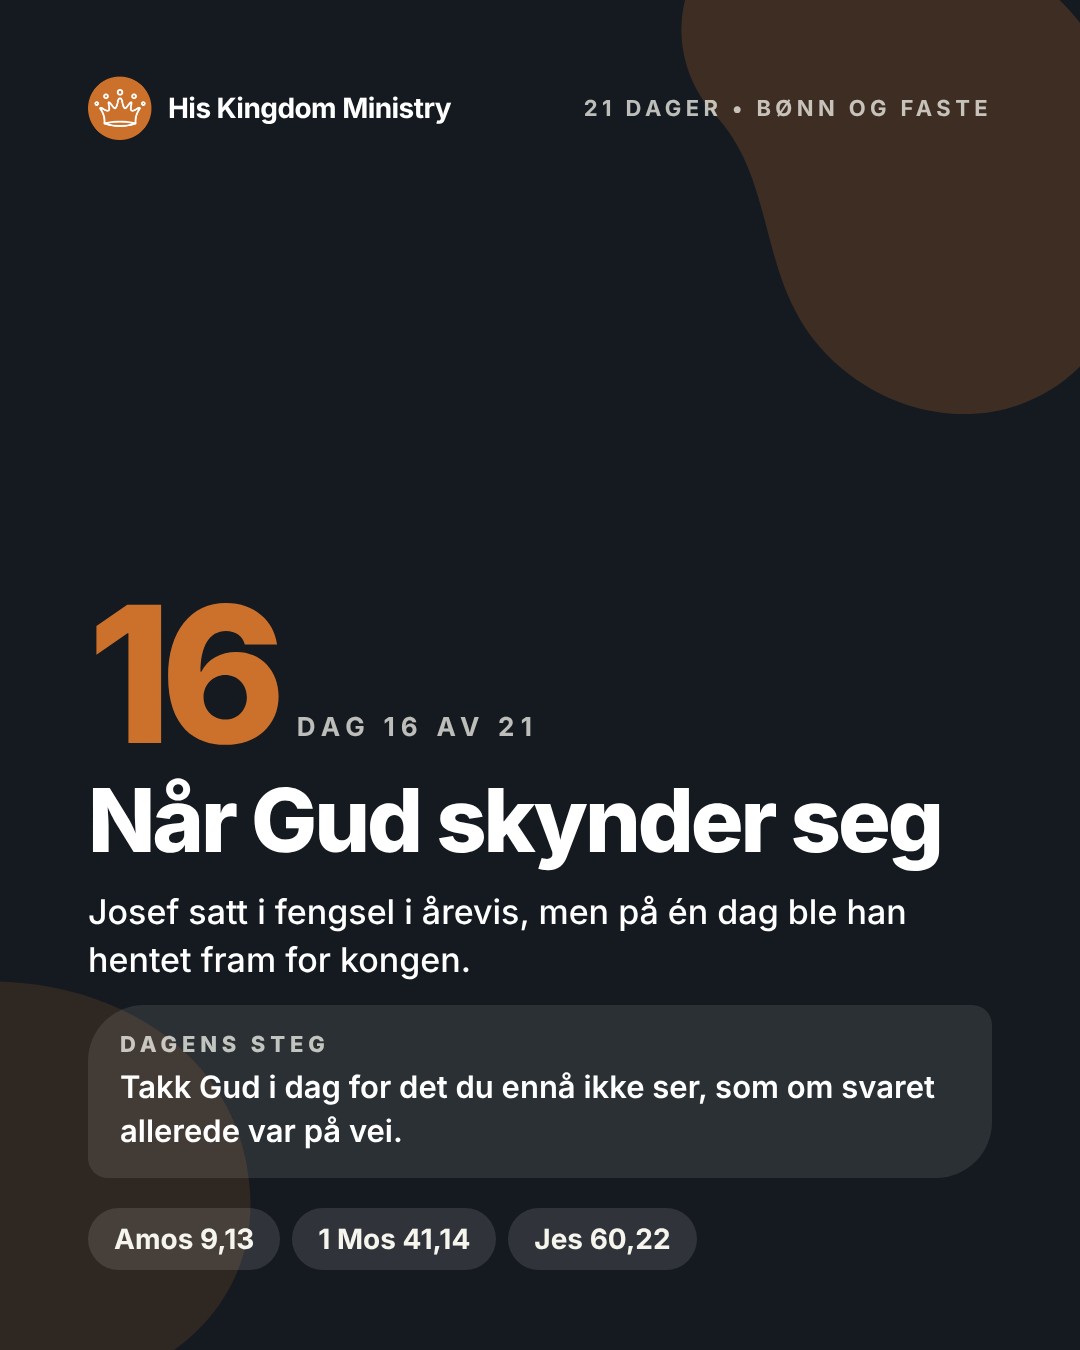 His Kingdom Ministry
21 DAGER • BØNN OG FASTE
16
DAG 16 AV 21
Når Gud skynder seg
Josef satt i fengsel i årevis, men på én dag ble han
hentet fram for kongen.
DAGENS STEG
Takk Gud i dag for det du ennå ikke ser, som om svaret
allerede var på vei.
Amos 9,13
1 Mos 41,14
Jes 60,22